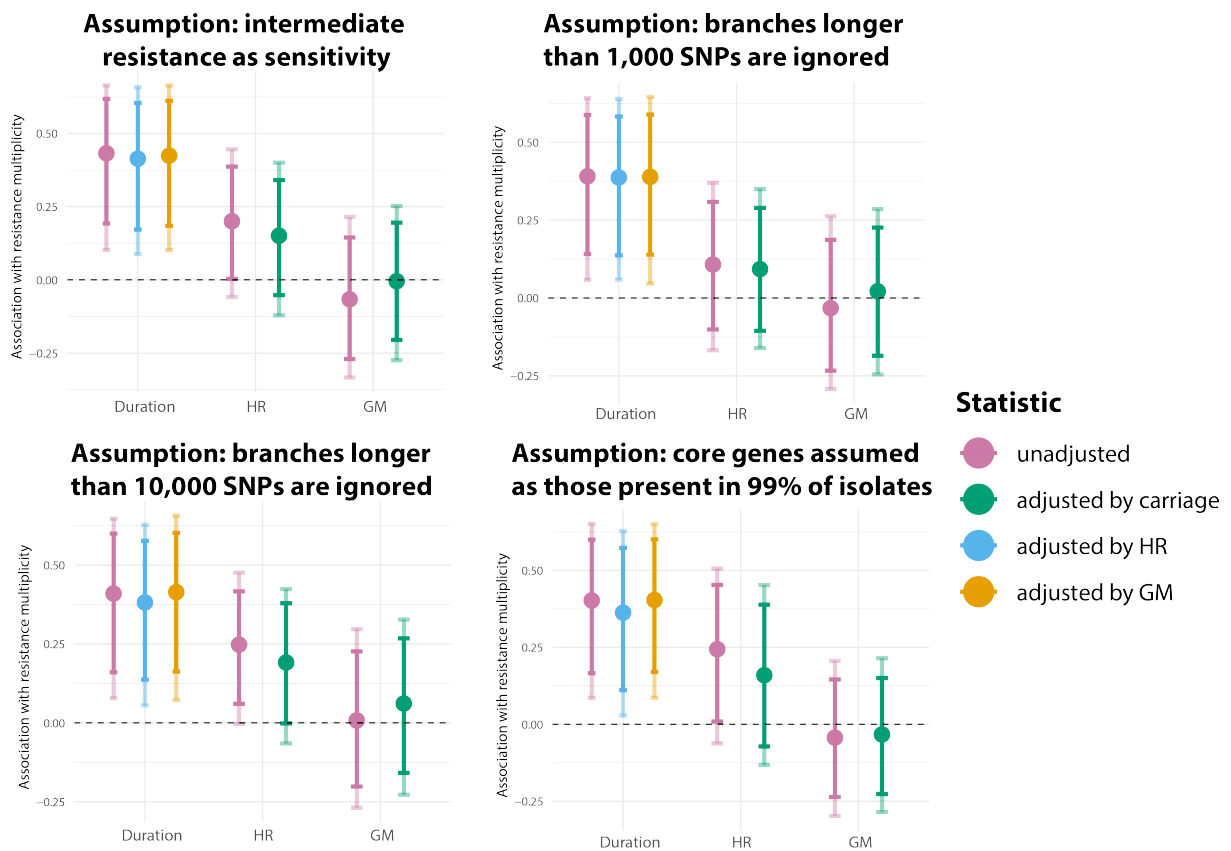 Assumption: intermediate
resistance as sensitivity
Association with resistance multiplicity
0.50
0.25
0.00
−0.25
Duration
HR
GM
Assumption: branches longer
than 1,000 SNPs are ignored
Association with resistance multiplicity
0.50
0.25
0.00
−0.25
Duration
HR
GM
Assumption: branches longer
than 10,000 SNPs are ignored
Association with resistance multiplicity
0.50
0.25
0.00
−0.25
Duration
HR
GM
Assumption: core genes assumed
as those present in 99% of isolates
Association with resistance multiplicity
0.50
0.25
0.00
−0.25
Duration
HR
GM
Statistic
unadjusted
adjusted by carriage
adjusted by HR
adjusted by GM